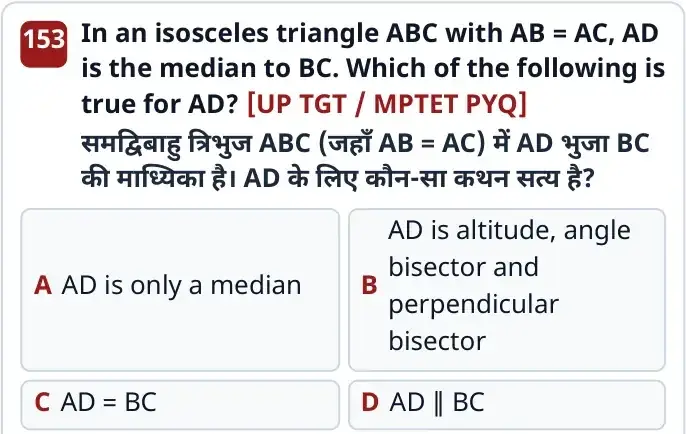 153 In an isosceles triangle ABC with AB = AC, AD
is the median to BC. Which of the following is
true for AD? [UP TGT / MPTET PYQ]
समद्विबाहु त्रिभुज ABC (जहाँ AB = AC) में AD भुजा BC
की माध्यिका है। AD के लिए कौन-सा कथन सत्य है?
A AD is only a median
B AD is altitude, angle
bisector and
perpendicular
bisector
C AD = BC
D AD ∥ BC